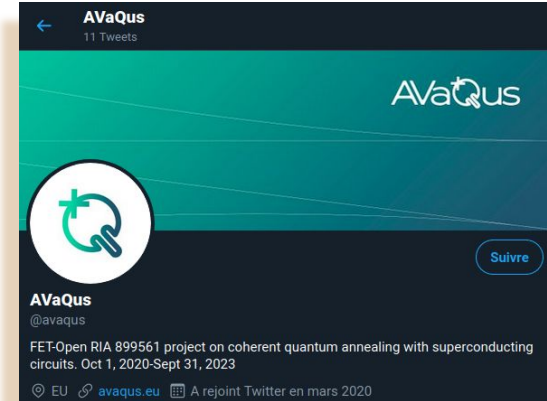 AVaQus
11 Tweets
AVaQus
Suivre
AVaQus
@avaqus
FET-Open RIA 899561 project on coherent quantum annealing with superconducting
circuits. Oct 1, 2020-Sept 31, 2023
EU avaqus.eu A rejoint Twitter en mars 2020